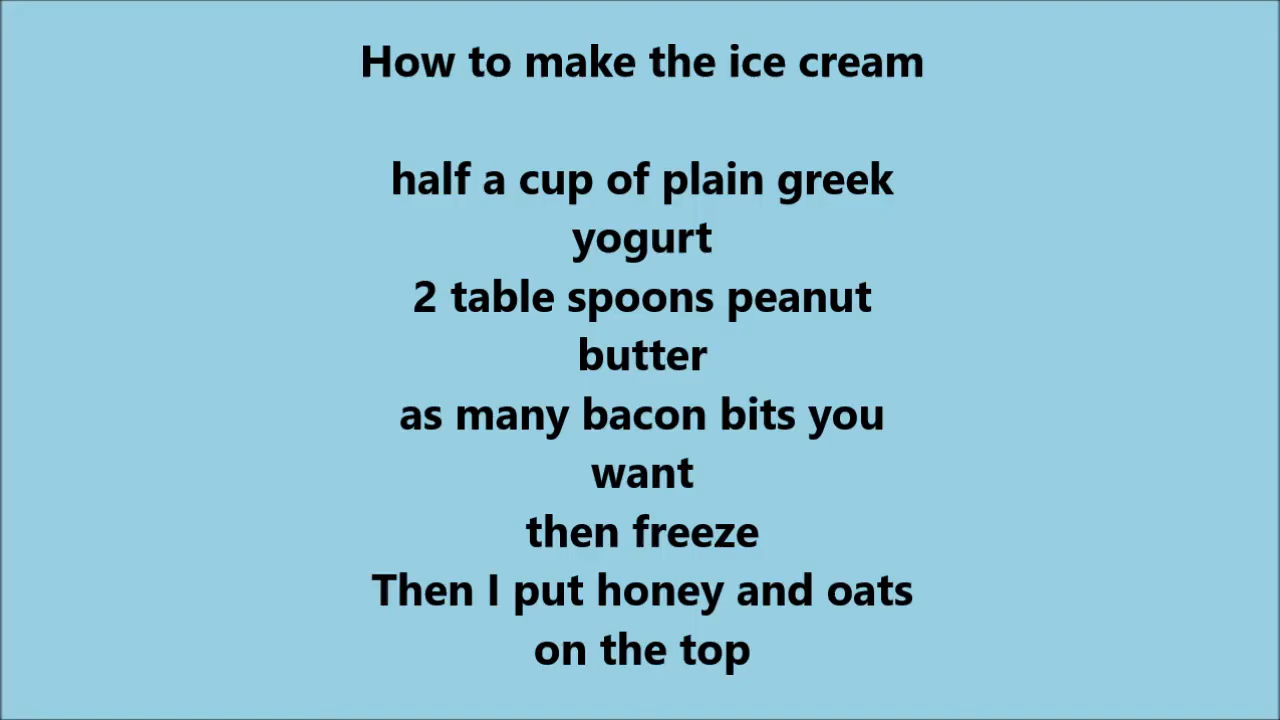 How to make the ice cream
half a cup of plain greek
yogurt
2 table spoons peanut
butter
as many bacon bits you
want
then freeze
Then I put honey and oats
on the top